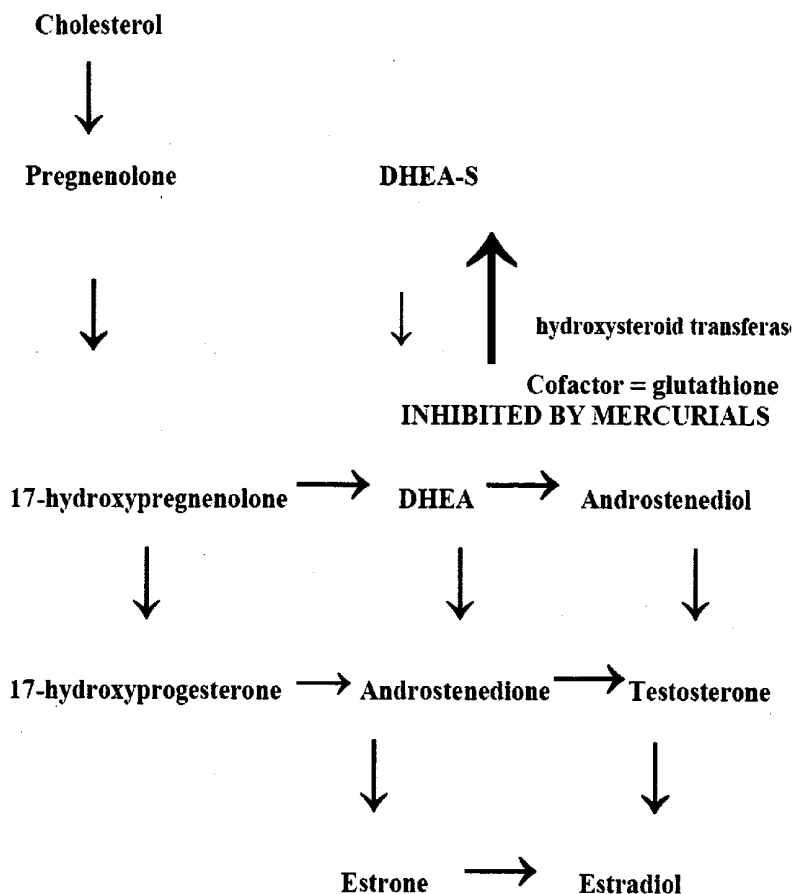 Cholesterol
Pregnenolone
DHEA-S
hydroxysteroid transferas
Cofactor = glutathione
INHIBITED BY MERCURIALS
17-hydroxypregnenolone
DHEA
Androstenediol
17-hydroxyprogesterone
Androstenedione
Testosterone
Estrone
Estradiol